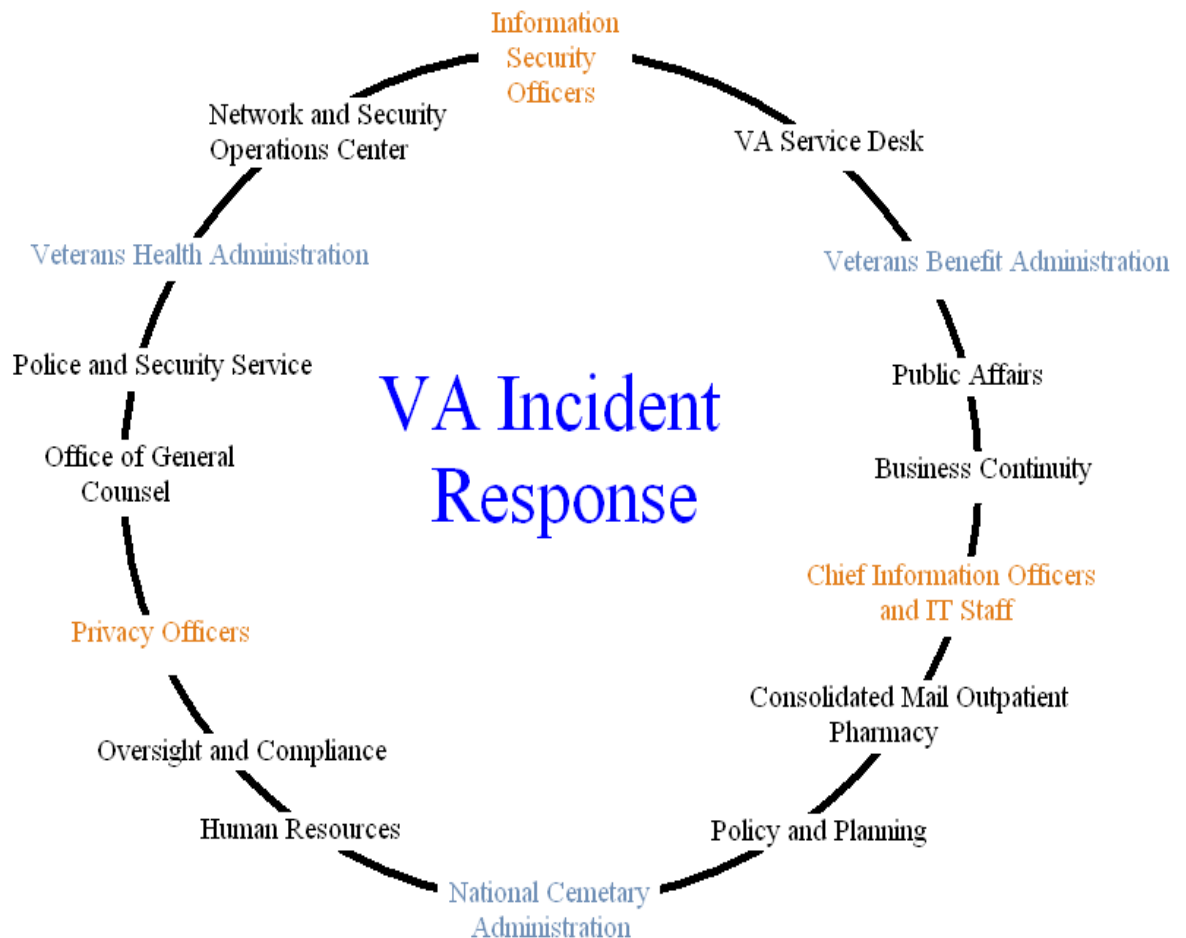 Information
Security
Officers
Network and Security
Operations Center
VA Service Desk
Veterans Health Administration
Veterans Benefit Administration
Police and Security Service
Public Affairs
VA Incident
Response
Office of General
Counsel
Business Continuity
Chief Information Officers
and IT Staff
Privacy Officers
Consolidated Mail Outpatient
Pharmacy
Oversight and Compliance
Human Resources
Policy and Planning
National Cemetary
Administration